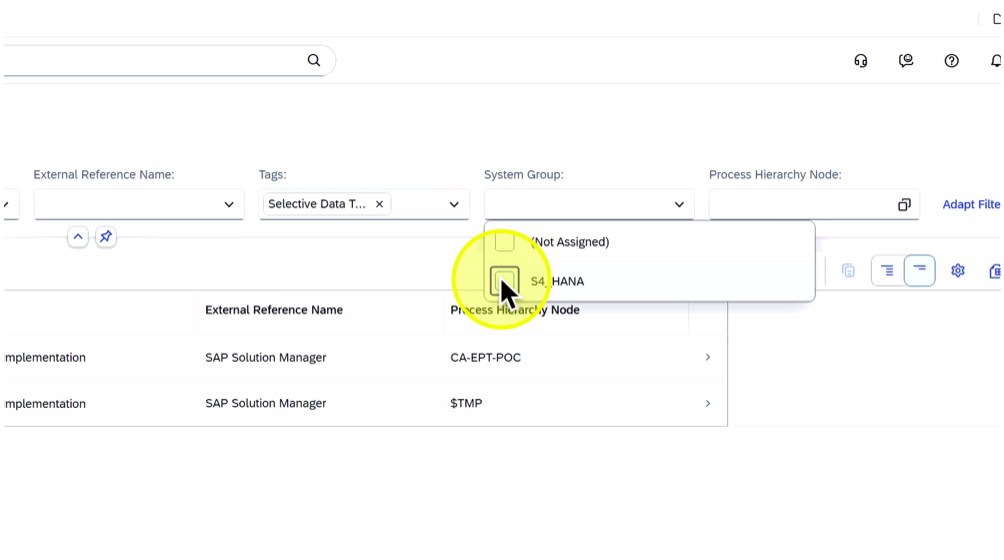 External Reference Name: Tags: System Group: Process Hierarchy Node:
Selective Data T... Adapt Filte
(Not Assigned)
S4_HANA
External Reference Name Process Hierarchy Node
mplementation SAP Solution Manager CA-EPT-POC
mplementation SAP Solution Manager $TMP